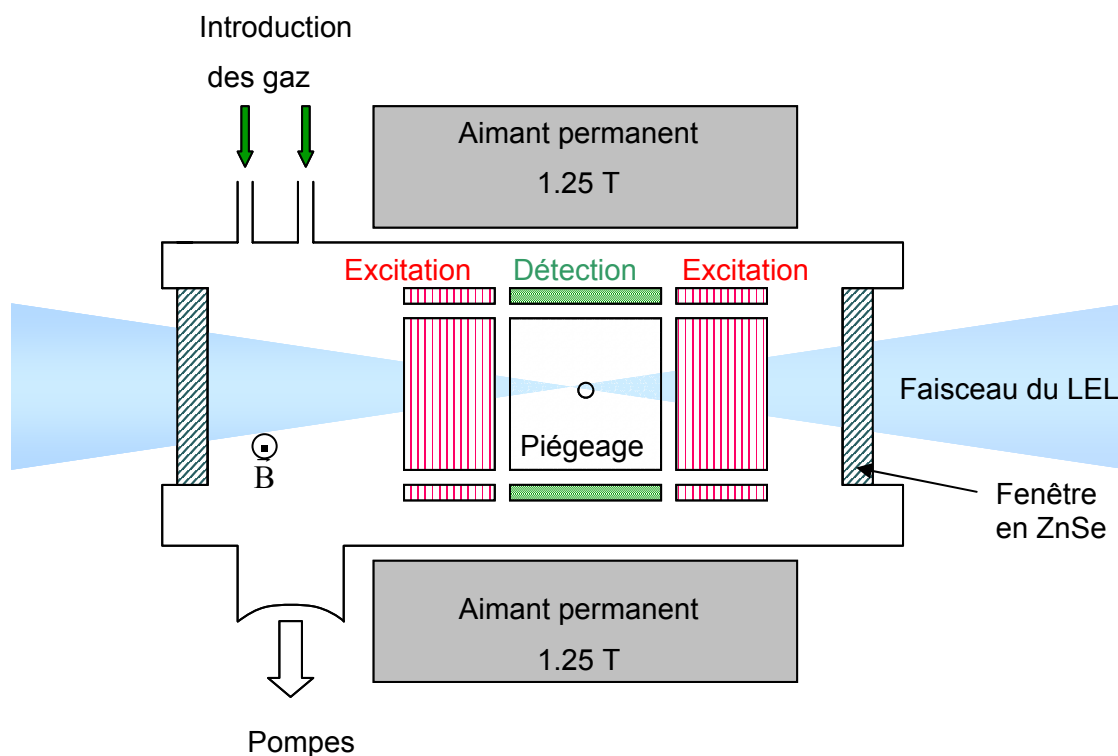 Introduction
des gaz
Aimant permanent
1.25 T
Excitation
Détection
Excitation
Faisceau du LEL
Piégeage
B
Fenêtre
en ZnSe
Aimant permanent
1.25 T
Pompes